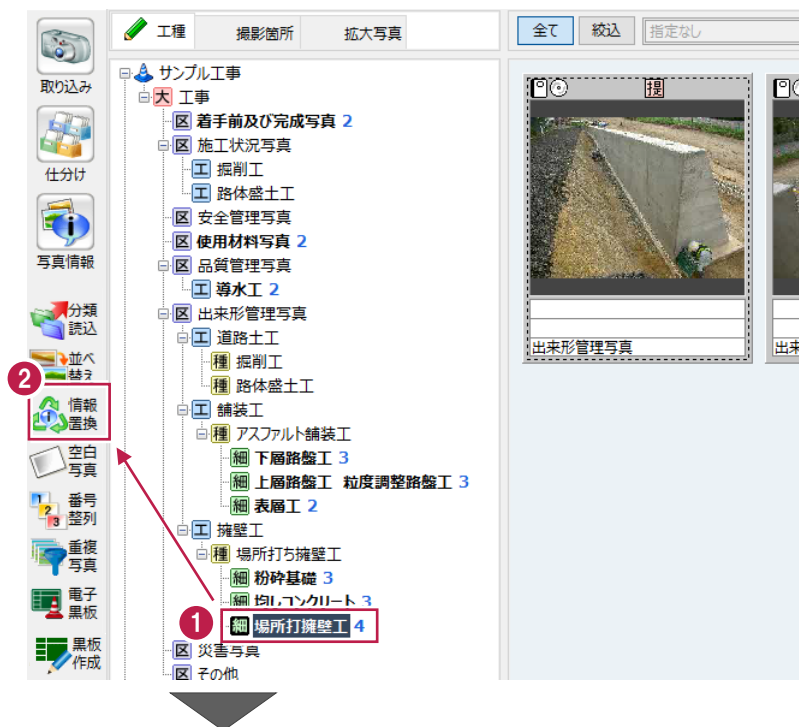 工種
撮影箇所
拡大写真
全て
絞込
指定なし
取り込み
仕分け
写真情報
分類
読込
並べ
替え
2
情報
置換
空白
写真
番号
整列
重複
写真
電子
黒板
黒板
作成
サンプル工事
大 工事
区 着手前及び完成写真 2
区 施工状況写真
工 掘削工
工 路体盛土工
区 安全管理写真
区 使用材料写真 2
区 品質管理写真
工 導水工 2
区 出来形管理写真
工 道路土工
種 掘削工
種 路体盛土工
工 舗装工
種 アスファルト舗装工
細 下層路盤工 3
細 上層路盤工 粒度調整路盤工 3
細 表層工 2
工 擁壁工
種 場所打ち擁壁工
細 粉砕基礎 3
細 均しコンクリート 3
1
細 場所打擁壁工 4
区 災害写真
区 その他
提
出来形管理写真
出来